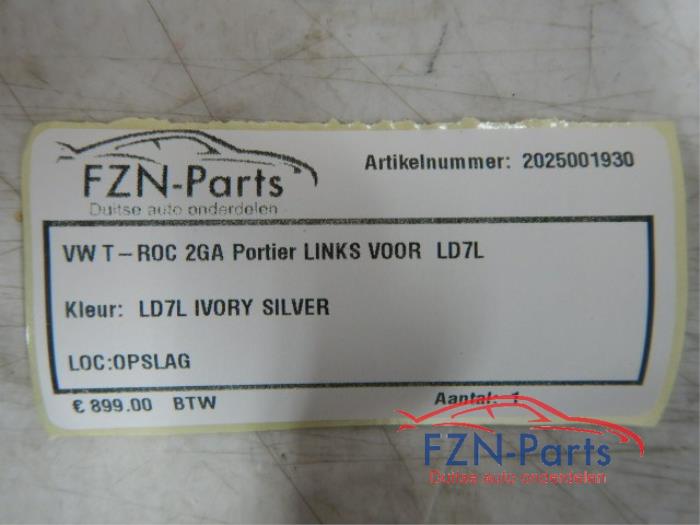 FZN-Parts
Duitse auto onderdelen
Artikelnummer: 2025001930
VW T-ROC 2GA Portier LINKS VOOR LD7L
Kleur: LD7L IVORY SILVER
LOC:OPSLAG
€ 899.00 BTW
Aantal: 1
FZN-Parts
Duitse auto onderdelen